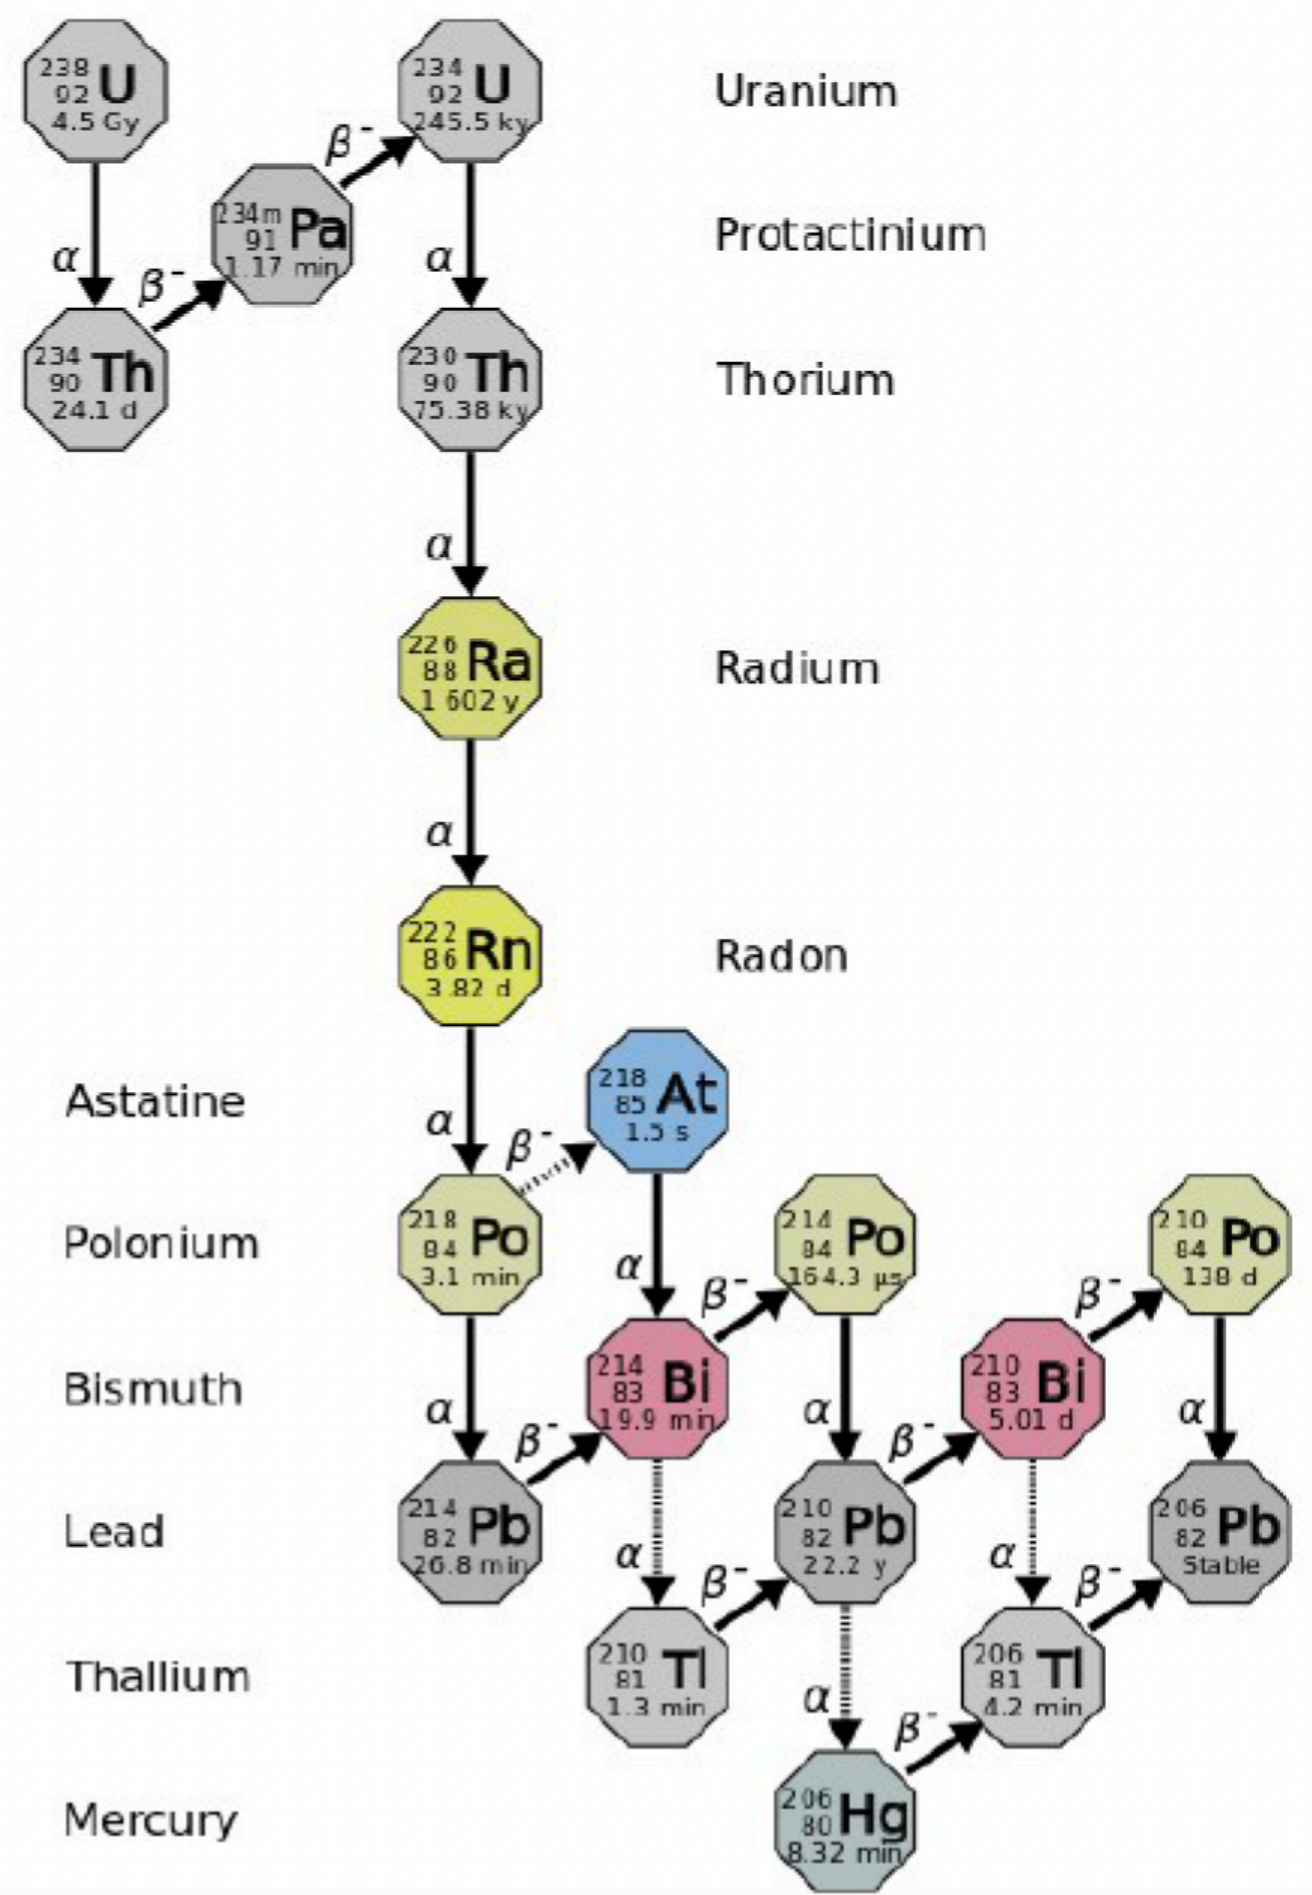 238
92 U
4.5 Gy
234
92 U
245.5 ky
Uranium
β-
234m
91 Pa
1.17 min
Protactinium
α
β-
α
234
90 Th
24.1 d
230
90 Th
75.38 ky
Thorium
α
226
88 Ra
1 602 y
Radium
α
222
86 Rn
3.82 d
Radon
Astatine
α
β-
218
85 At
1.5 s
Polonium
218
84 Po
3.1 min
α
β-
214
84 Po
164.3 µs
β-
210
84 Po
138 d
Bismuth
α
β-
214
83 Bi
19.9 min
α
β-
210
83 Bi
5.01 d
α
Lead
214
82 Pb
26.8 min
α
β-
210
82 Pb
22.2 y
α
β-
206
82 Pb
Stable
Thallium
210
81 Tl
1.3 min
α
β-
206
81 Tl
4.2 min
Mercury
206
80 Hg
8.32 min